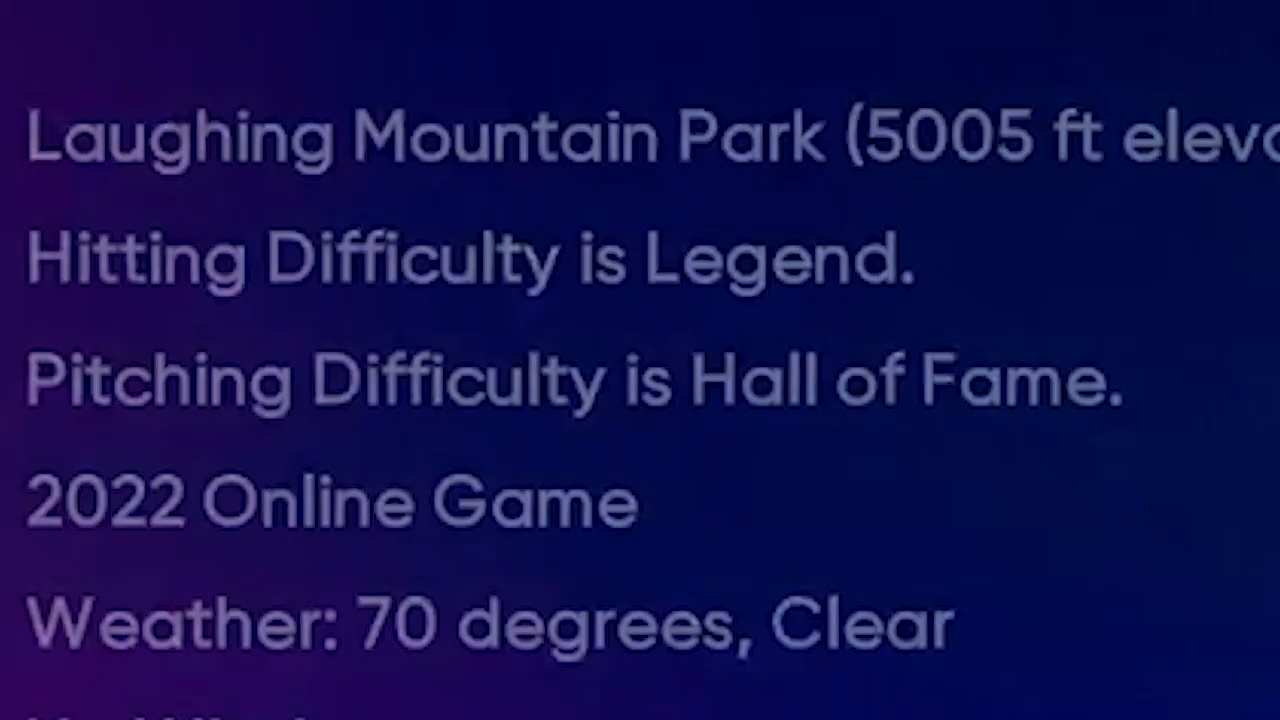 Laughing Mountain Park (5005 ft
Hitting Difficulty is Legend.
Pitching Difficulty is Hall of Fame.
2022 Online Game
Weather: 70 degrees, Clear